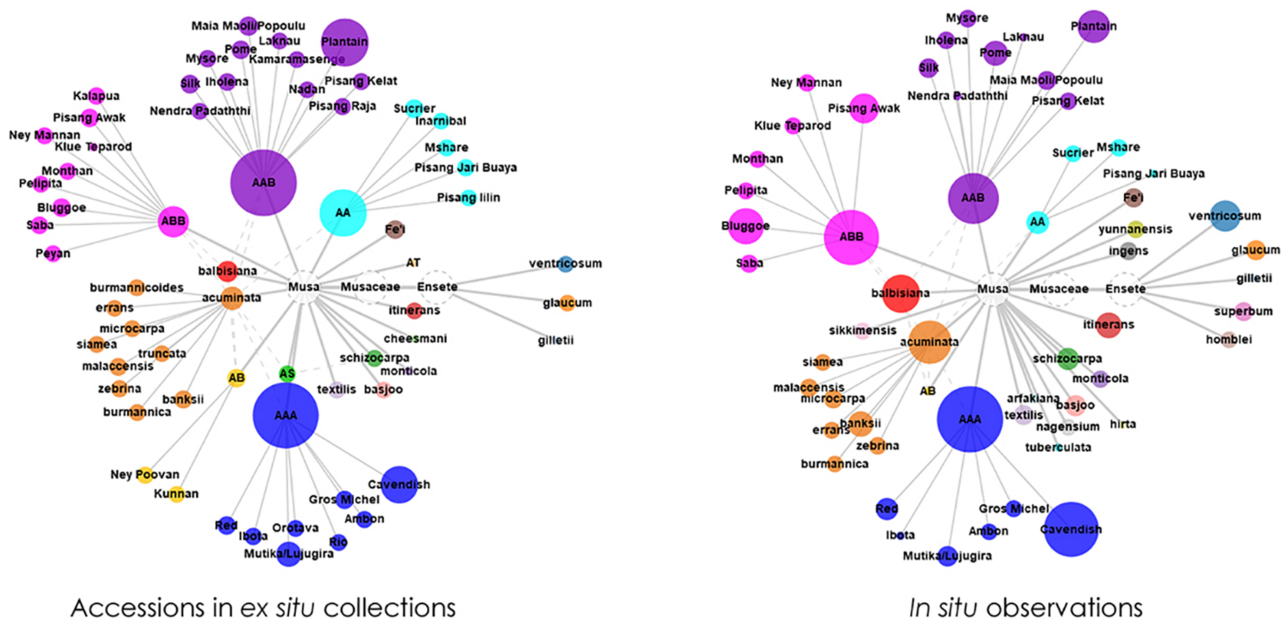 Maia Maoli/Popoulu
Laknau
Plantain
Pome
Mysore
Kamaramasenge
Silk
Iholena
Nadan
Pisang Kelat
Nendra Padaththi
Pisang Raja
Kalapua
Pisang Awak
Ney Mannan
Klue Teparod
Monthan
Pelipita
Bluggoe
Saba
Peyan
ABB
AAB
AA
Sucrier
Inarnibal
Mshare
Pisang Jari Buaya
Pisang lilin
Fe'i
AT
balbisiana
acuminata
Musa
Musaceae
Ensete
ventricosum
glaucum
gilletii
itinerans
cheesmani
schizocarpa
monticola
textilis
basjoo
burmannicoides
errans
microcarpa
siamea
truncata
malaccensis
zebrina
banksii
burmannica
AB
AS
AAA
Ney Poovan
Kunnan
Cavendish
Gros Michel
Ambon
Red
Ibota
Orotava
Rio
Mutika/Lujugira
Accessions in ex situ collections
Mysore
Iholena
Laknau
Plantain
Pome
Silk
Maia Maoli/Popoulu
Nendra Padaththi
Pisang Kelat
Ney Mannan
Pisang Awak
Klue Teparod
Monthan
Pelipita
Bluggoe
Saba
ABB
AAB
AA
Sucrier
Mshare
Pisang Jari Buaya
Fe'i
yunnanensis
ingens
ventricosum
glaucum
gilletii
superbum
homblei
balbisiana
Musa
Musaceae
Ensete
sikkimensis
acuminata
itinerans
schizocarpa
monticola
siamea
malaccensis
microcarpa
errans
banksii
zebrina
burmannica
AB
AAA
arfakiana
textilis
basjoo
nagensium
hirta
tuberculata
Red
Ibota
Gros Michel
Ambon
Cavendish
Mutika/Lujugira
In situ observations